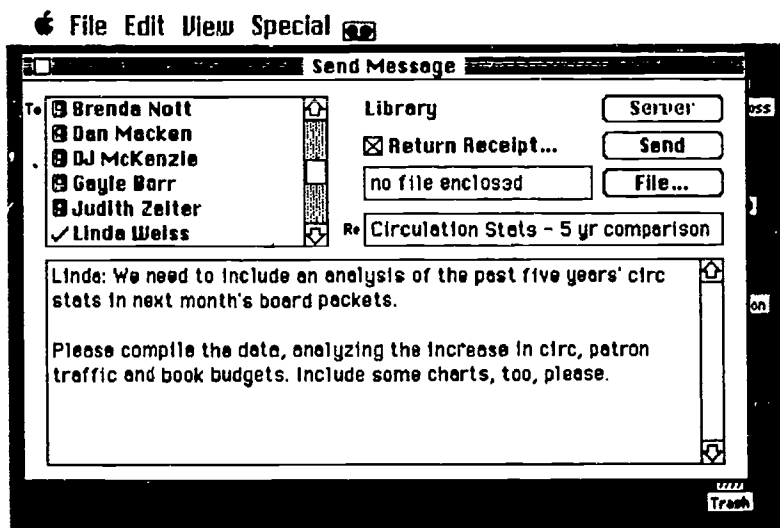 File Edit View Special
Send Message
To
Brenda Nott
Dan Macken
DJ McKenzie
Gayle Barr
Judith Zeiter
✓Linda Weiss
Library
Server
Return Receipt...
Send
no file enclosed
File...
Re Circulation Stats - 5 yr comparison
Linda: We need to include an analysis of the past five years' circ
stats in next month's board packets.
Please compile the data, analyzing the increase in circ, patron
traffic and book budgets. Include some charts, too, please.
oss
on
Trash